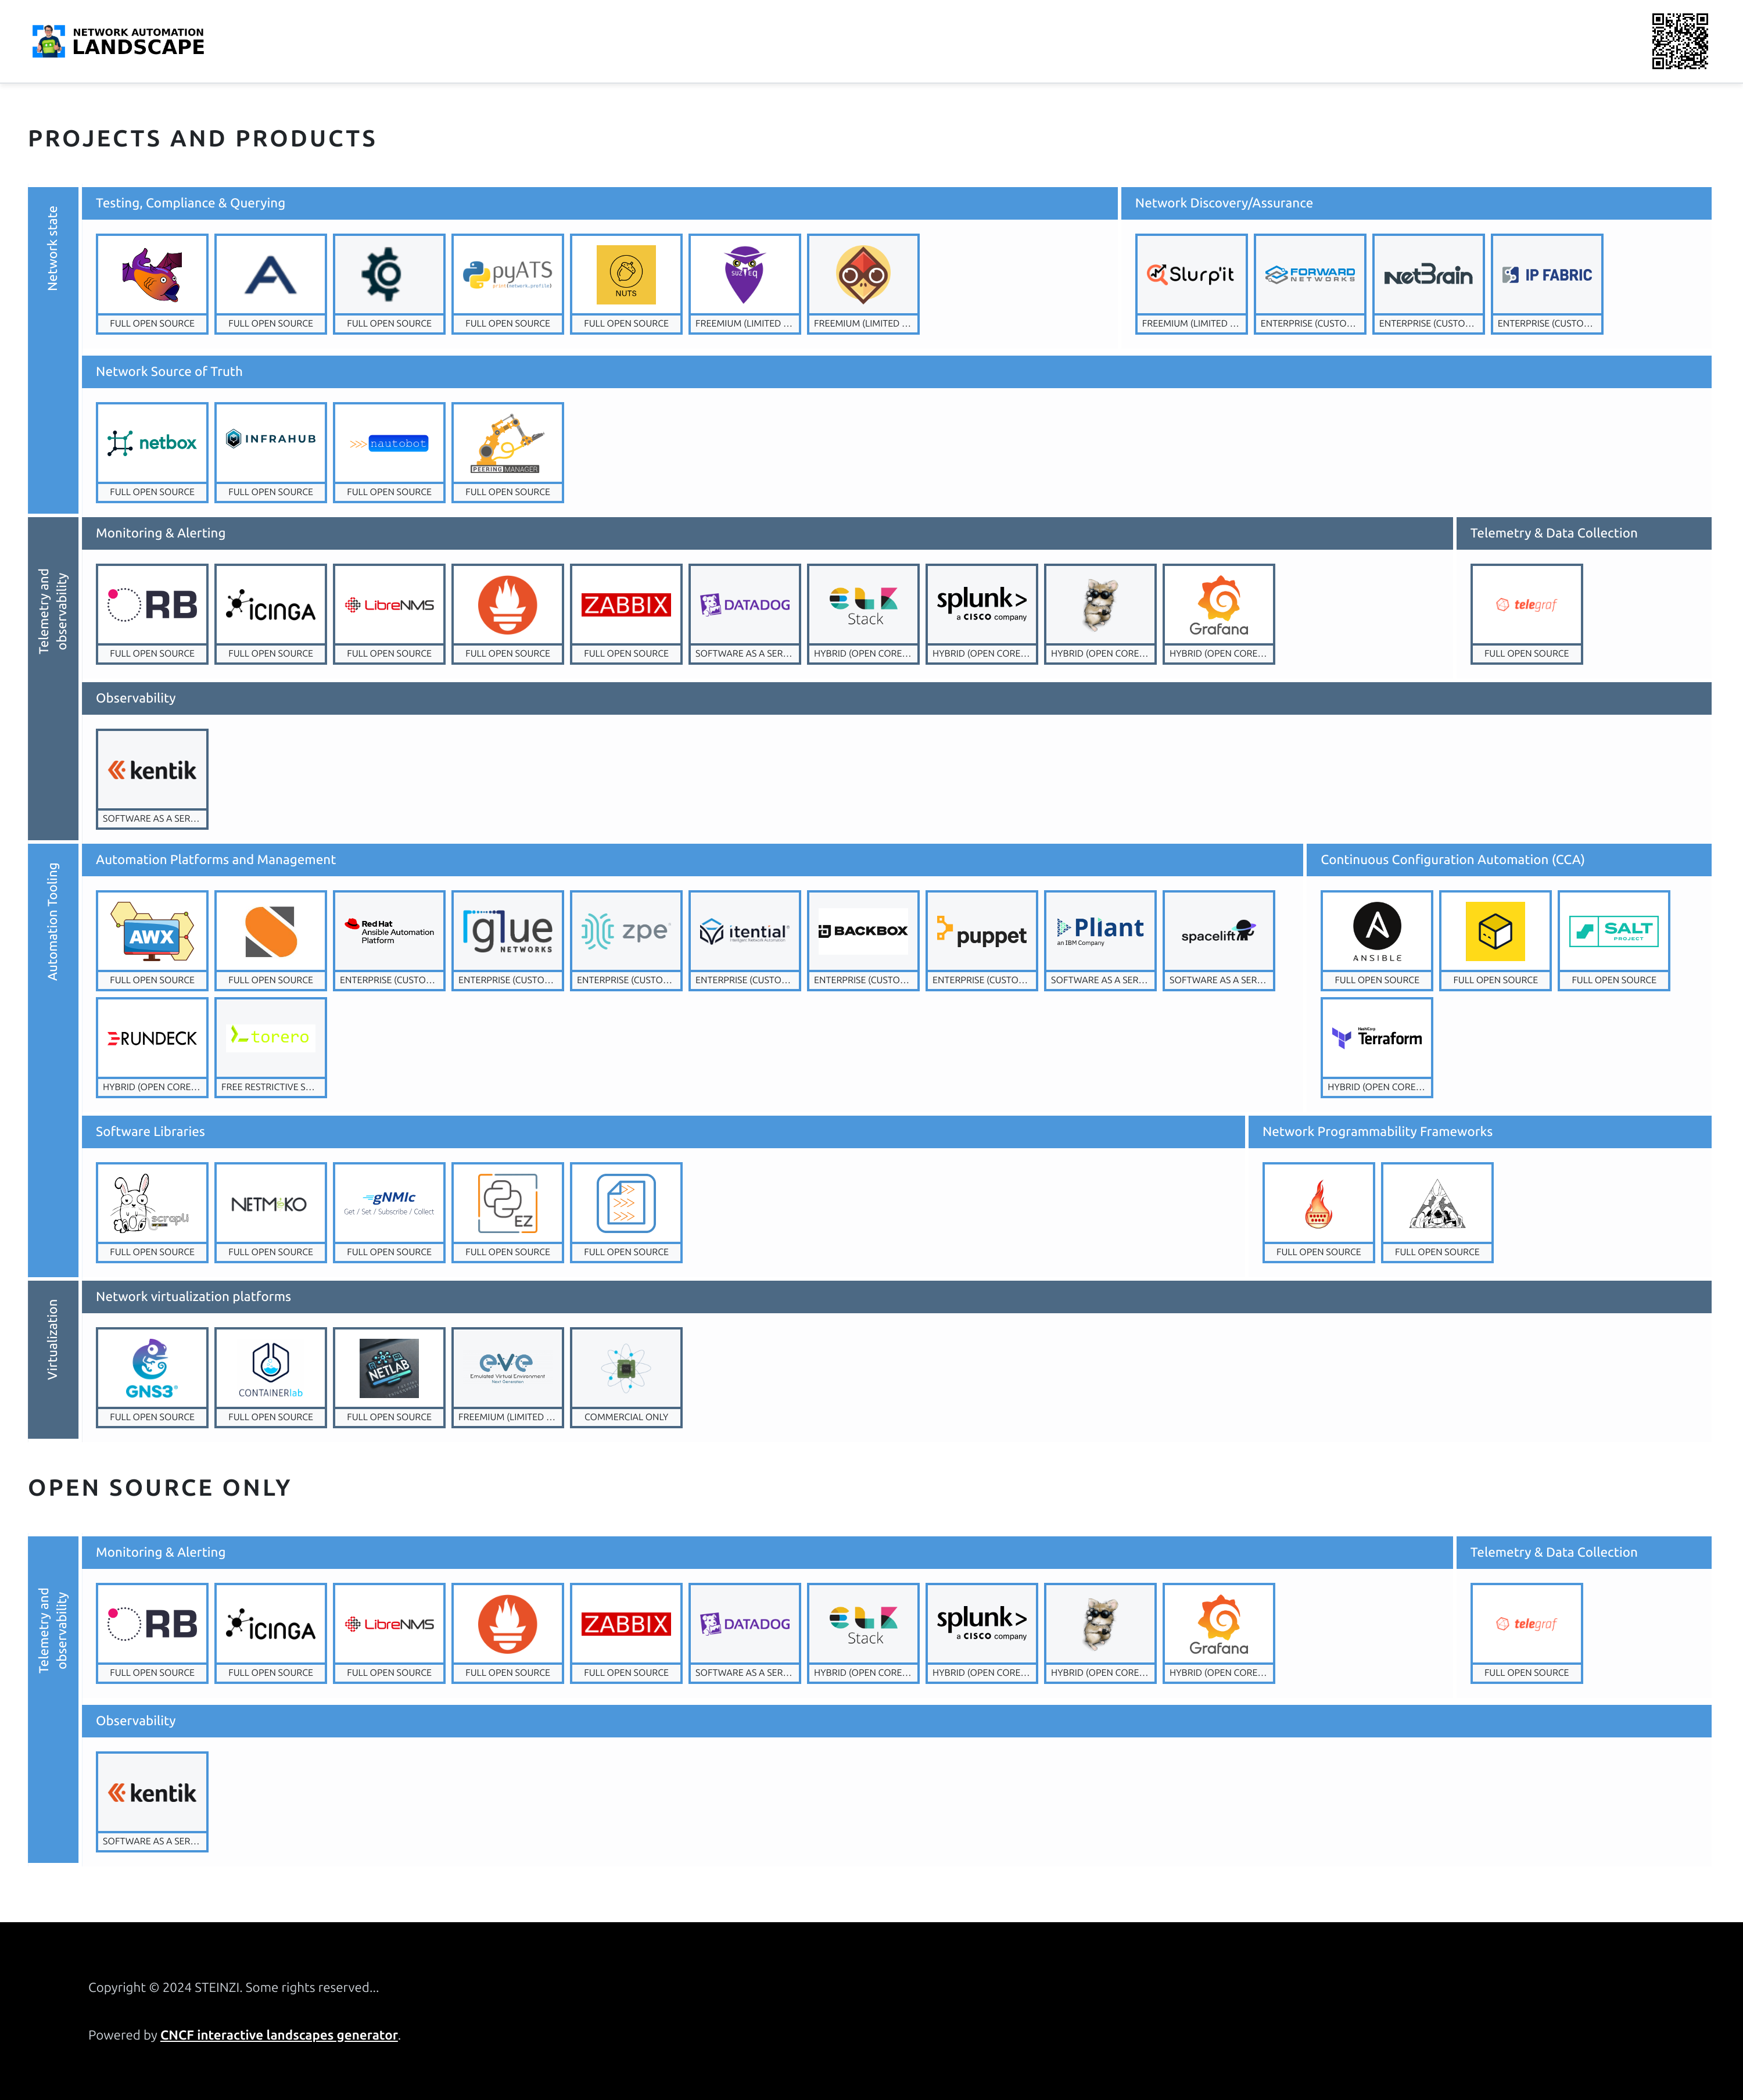 NETWORK AUTOMATION
LANDSCAPE
PROJECTS AND PRODUCTS
Network state
Testing, Compliance & Querying
pyATS
NUTS
SUZIEQ
FULL OPEN SOURCE
FULL OPEN SOURCE
FULL OPEN SOURCE
FULL OPEN SOURCE
FULL OPEN SOURCE
FREEMIUM (LIMITED ...
FREEMIUM (LIMITED ...
Network Discovery/Assurance
Slurp'it
FORWARD
NETWORKS
NetBrain
IP FABRIC
FREEMIUM (LIMITED ...
ENTERPRISE (CUSTO...
ENTERPRISE (CUSTO...
ENTERPRISE (CUSTO...
Network Source of Truth
netbox
INFRAHUB
nautobot
PEERING MANAGER
FULL OPEN SOURCE
FULL OPEN SOURCE
FULL OPEN SOURCE
FULL OPEN SOURCE
Telemetry and
observability
Monitoring & Alerting
RB
iCINGA
LibreNMS
ZABBIX
DATADOG
Stack
splunk>
a CISCO company
Grafana
FULL OPEN SOURCE
FULL OPEN SOURCE
FULL OPEN SOURCE
FULL OPEN SOURCE
FULL OPEN SOURCE
SOFTWARE AS A SER...
HYBRID (OPEN CORE...
HYBRID (OPEN CORE...
HYBRID (OPEN CORE...
HYBRID (OPEN CORE...
Telemetry & Data Collection
telegraf
FULL OPEN SOURCE
Observability
kentik
SOFTWARE AS A SER...
Automation Tooling
Automation Platforms and Management
AWX
Red Hat
Ansible Automation
Platform
glue
NETWORKS
zpe
itential
Intelligent Network Automation
BACKBOX
puppet
Pliant
an IBM Company
spacelift
FULL OPEN SOURCE
FULL OPEN SOURCE
ENTERPRISE (CUSTO...
ENTERPRISE (CUSTO...
ENTERPRISE (CUSTO...
ENTERPRISE (CUSTO...
ENTERPRISE (CUSTO...
ENTERPRISE (CUSTO...
SOFTWARE AS A SER...
SOFTWARE AS A SER...
RUNDECK
torero
HYBRID (OPEN CORE...
FREE RESTRICTIVE S...
Continuous Configuration Automation (CCA)
ANSIBLE
SALT
PROJECT
FULL OPEN SOURCE
FULL OPEN SOURCE
FULL OPEN SOURCE
HashiCorp
Terraform
HYBRID (OPEN CORE...
Software Libraries
scrapli
NETMIKO
gNMIc
Get / Set / Subscribe / Collect
EZ
FULL OPEN SOURCE
FULL OPEN SOURCE
FULL OPEN SOURCE
FULL OPEN SOURCE
FULL OPEN SOURCE
Network Programmability Frameworks
FULL OPEN SOURCE
FULL OPEN SOURCE
Virtualization
Network virtualization platforms
GNS3
CONTAINERlab
NETLAB
eve
Emulated Virtual Environment
Next Generation
FULL OPEN SOURCE
FULL OPEN SOURCE
FULL OPEN SOURCE
FREEMIUM (LIMITED ...
COMMERCIAL ONLY
OPEN SOURCE ONLY
Telemetry and
observability
Monitoring & Alerting
RB
iCINGA
LibreNMS
ZABBIX
DATADOG
Stack
splunk>
a CISCO company
Grafana
FULL OPEN SOURCE
FULL OPEN SOURCE
FULL OPEN SOURCE
FULL OPEN SOURCE
FULL OPEN SOURCE
SOFTWARE AS A SER...
HYBRID (OPEN CORE...
HYBRID (OPEN CORE...
HYBRID (OPEN CORE...
HYBRID (OPEN CORE...
Telemetry & Data Collection
telegraf
FULL OPEN SOURCE
Observability
kentik
SOFTWARE AS A SER...
Copyright © 2024 STEINZI. Some rights reserved...
Powered by CNCF interactive landscapes generator.